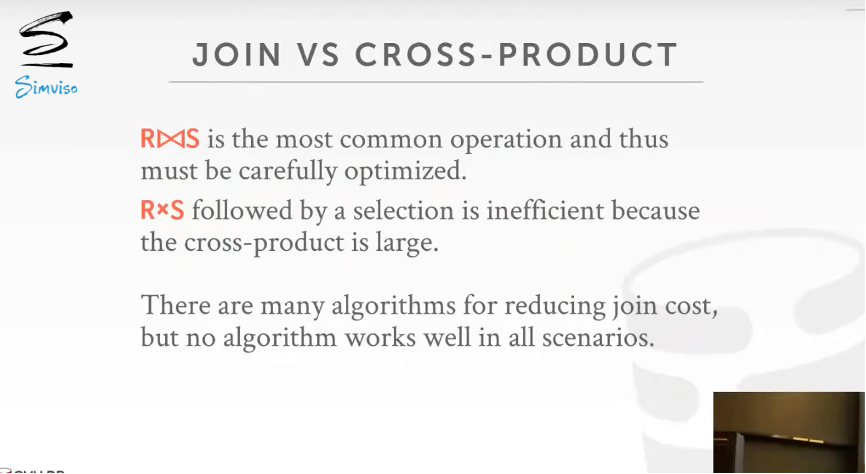 Simviso
JOIN VS CROSS-PRODUCT
R⋈S is the most common operation and thus
must be carefully optimized.
R×S followed by a selection is inefficient because
the cross-product is large.
There are many algorithms for reducing join cost,
but no algorithm works well in all scenarios.